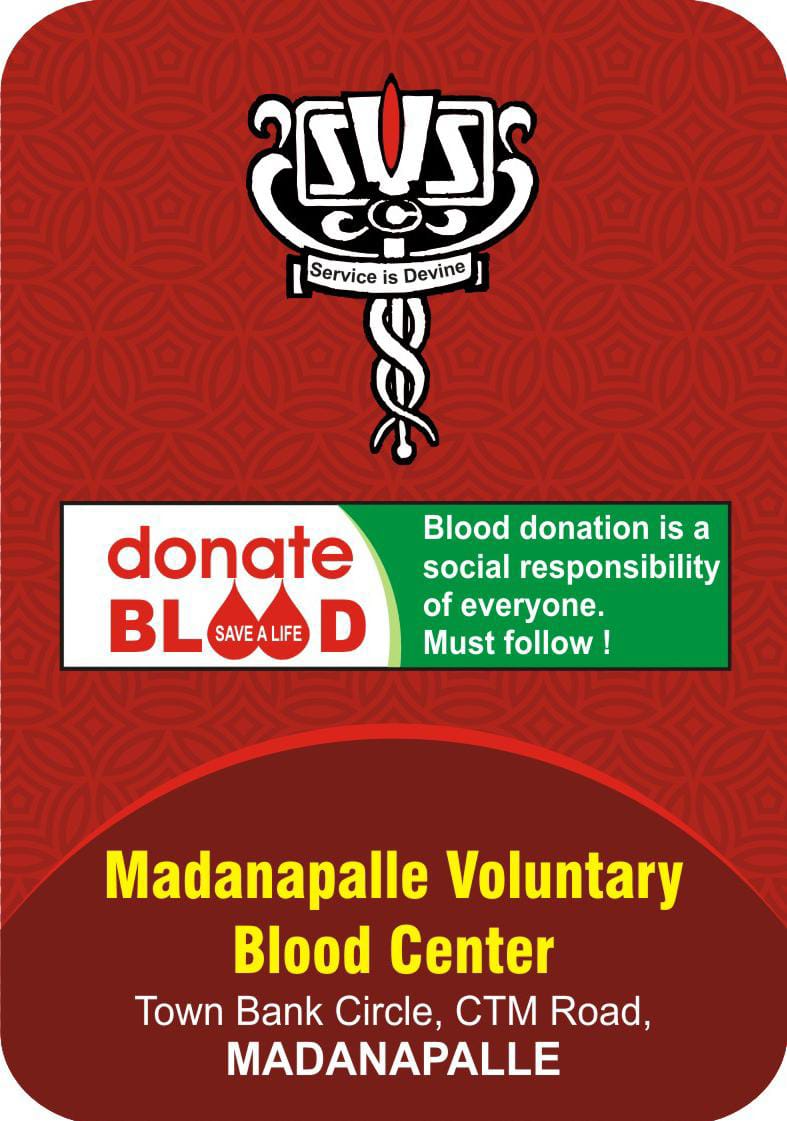 SVS
C
Service is Devine
donate
BLOOD
SAVE A LIFE
Blood donation is a
social responsibility
of everyone.
Must follow !
Madanapalle Voluntary
Blood Center
Town Bank Circle, CTM Road,
MADANAPALLE